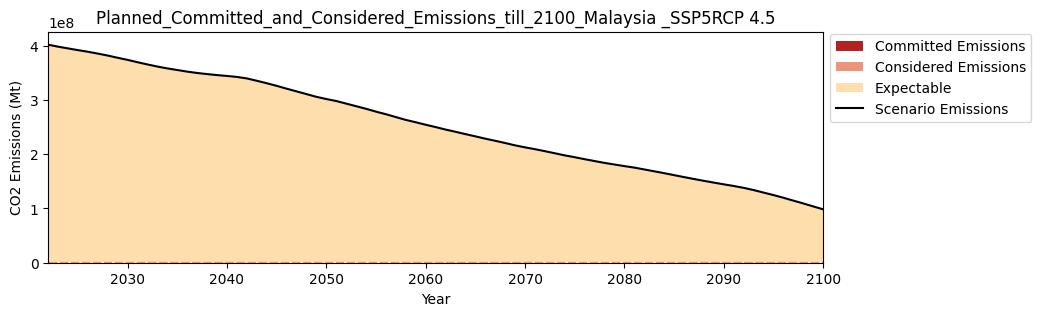 Planned_Committed_and_Considered_Emissions_till_2100_Malaysia _SSP5RCP 4.5
1e8
4
3
2
1
0
CO2 Emissions (Mt)
2030 2040 2050 2060 2070 2080 2090 2100
Year
Committed Emissions
Considered Emissions
Expectable
Scenario Emissions